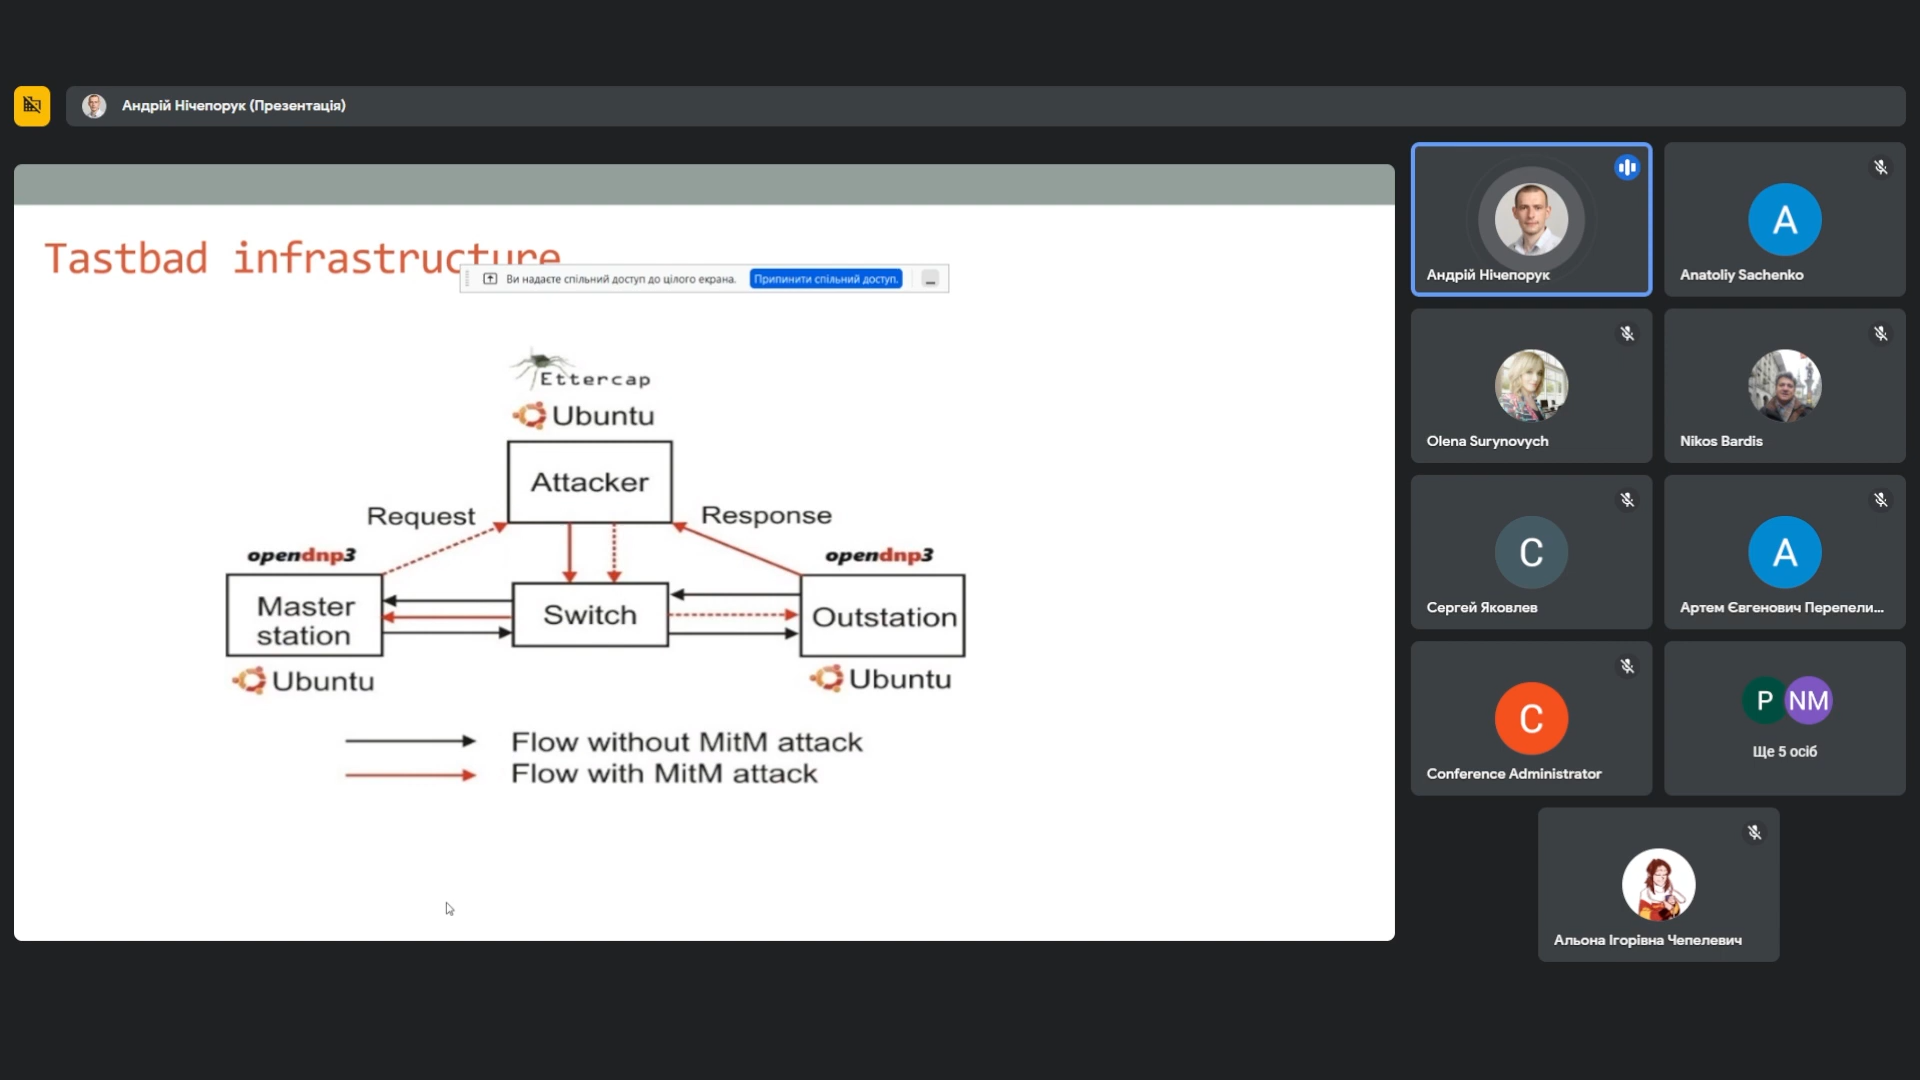 Андрій Нічепорук (Презентація)
Tastbad infrastructure
Ви надаєте спільний доступ до цілого екрана.
Припинити спільний доступ.
Ettercap
Ubuntu
Attacker
Request
Response
opendnp3
opendnp3
Master
station
Switch
Outstation
Ubuntu
Ubuntu
Flow without MitM attack
Flow with MitM attack
Андрій Нічепорук
A
Anatoliy Sachenko
Olena Surynovych
Nikos Bardis
C
Сергей Яковлев
A
Артем Євгенович Перепели...
C
Conference Administrator
P
NM
Ще 5 осіб
Альона Ігорівна Чепелевич